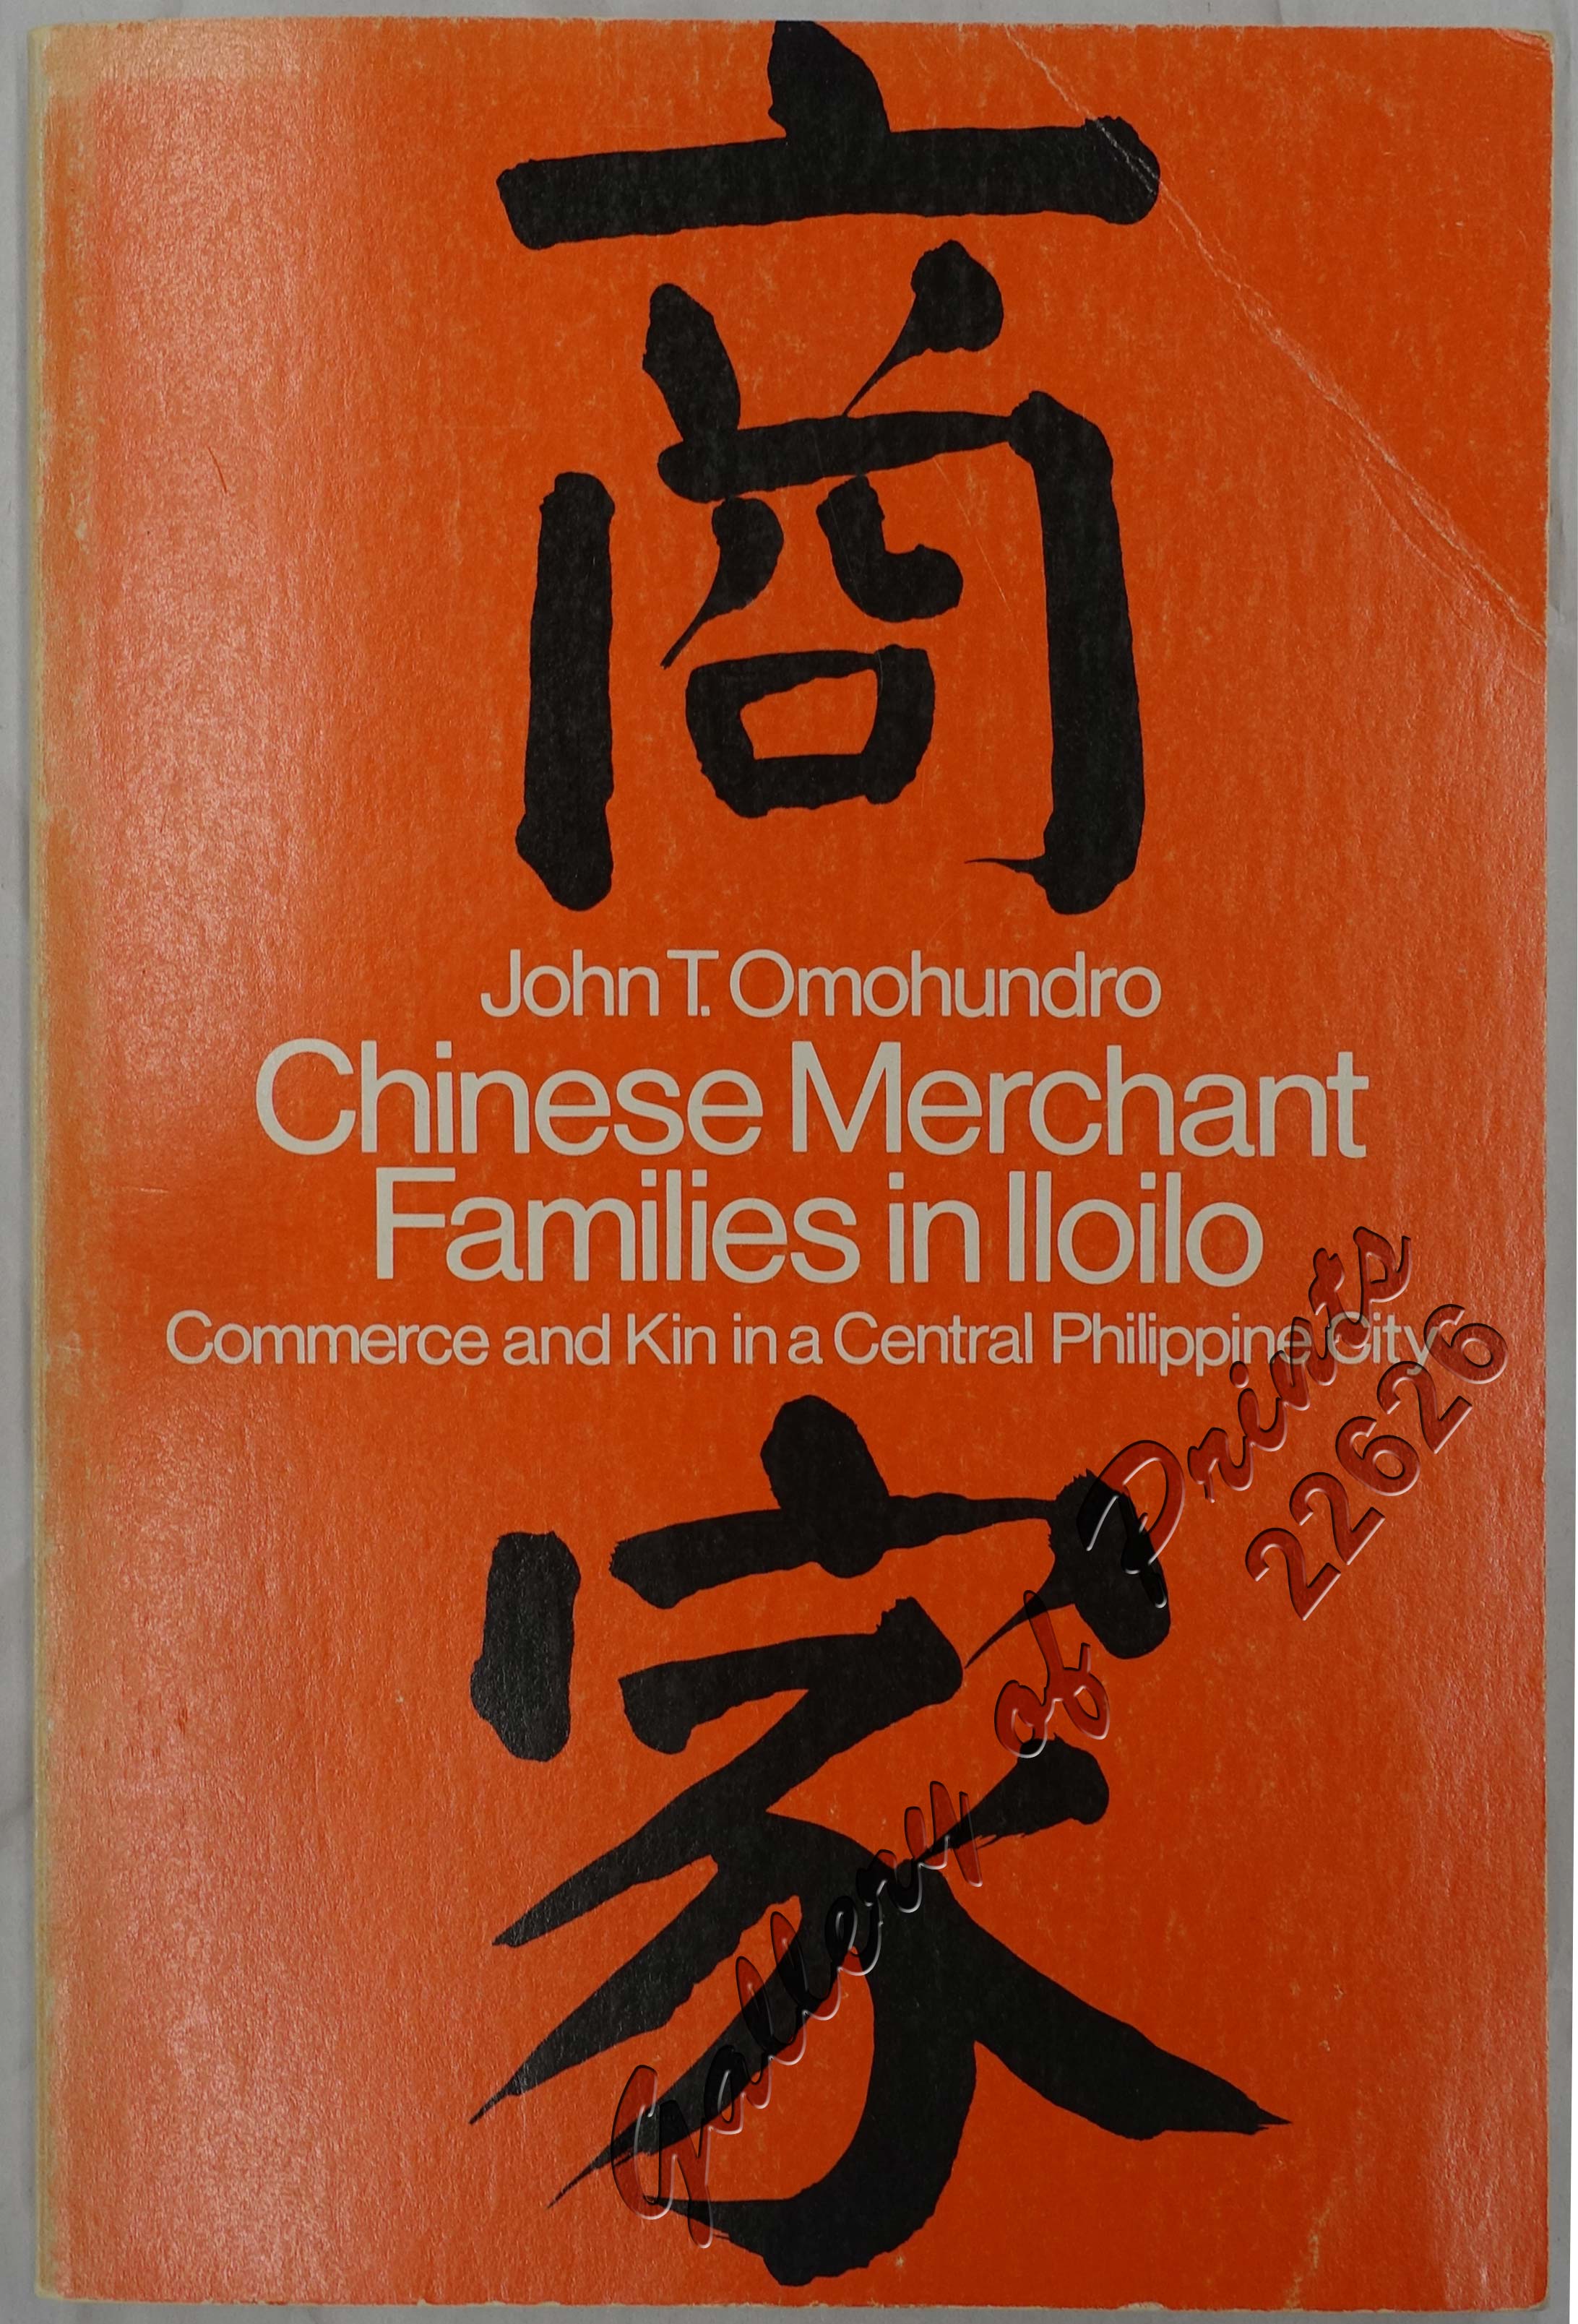 商
John T. Omohundro
Chinese Merchant
Families in Iloilo
Commerce and Kin in a Central Philippine City
家
Gallery of Prints
22626